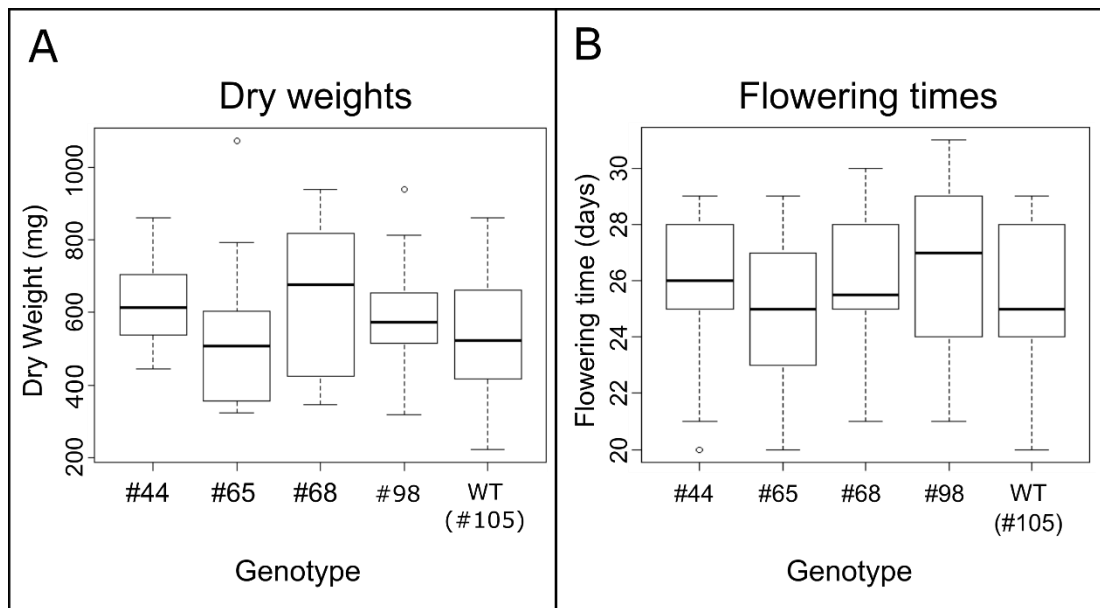 A
Dry weights
Dry Weight (mg)
1000
800
600
400
200
#44 #65 #68 #98 WT
(#105)
Genotype
B
Flowering times
Flowering time (days)
30
28
26
24
22
20
#44 #65 #68 #98 WT
(#105)
Genotype